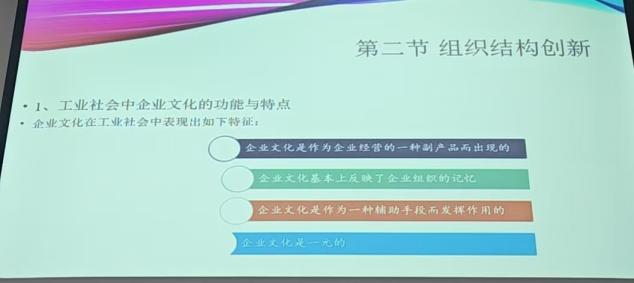 第二节 组织结构创新
• 1、工业社会中企业文化的功能与特点
• 企业文化在工业社会中表现出如下特征：
企业文化是作为企业经营的一种副产品而出现的
企业文化基本上反映了企业组织的记忆
企业文化是作为一种辅助手段而发挥作用的
企业文化是一元的